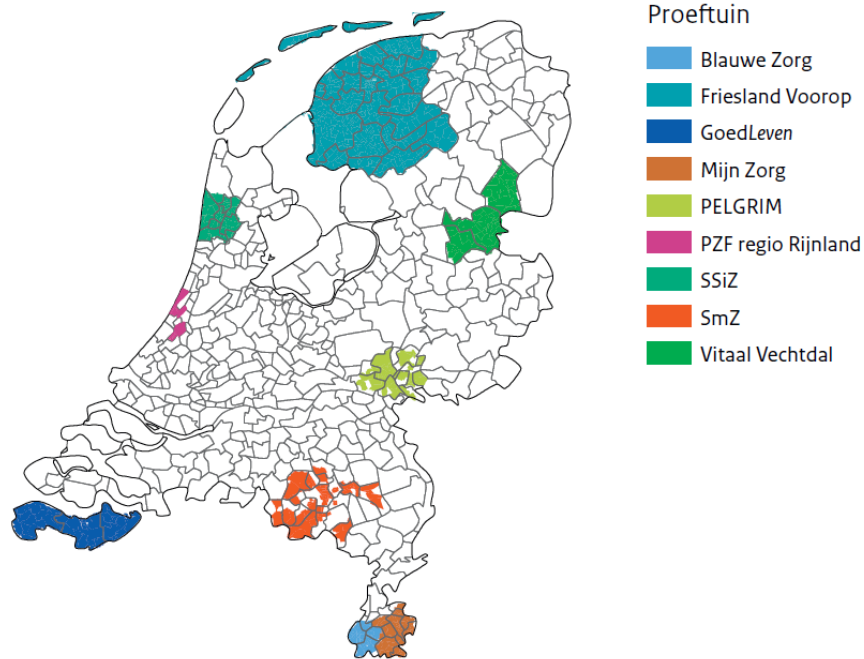 Proeftuin
Blauwe Zorg
Friesland Voorop
GoedLeven
Mijn Zorg
PELGRIM
PZF regio Rijnland
SSiZ
SmZ
Vitaal Vechtdal